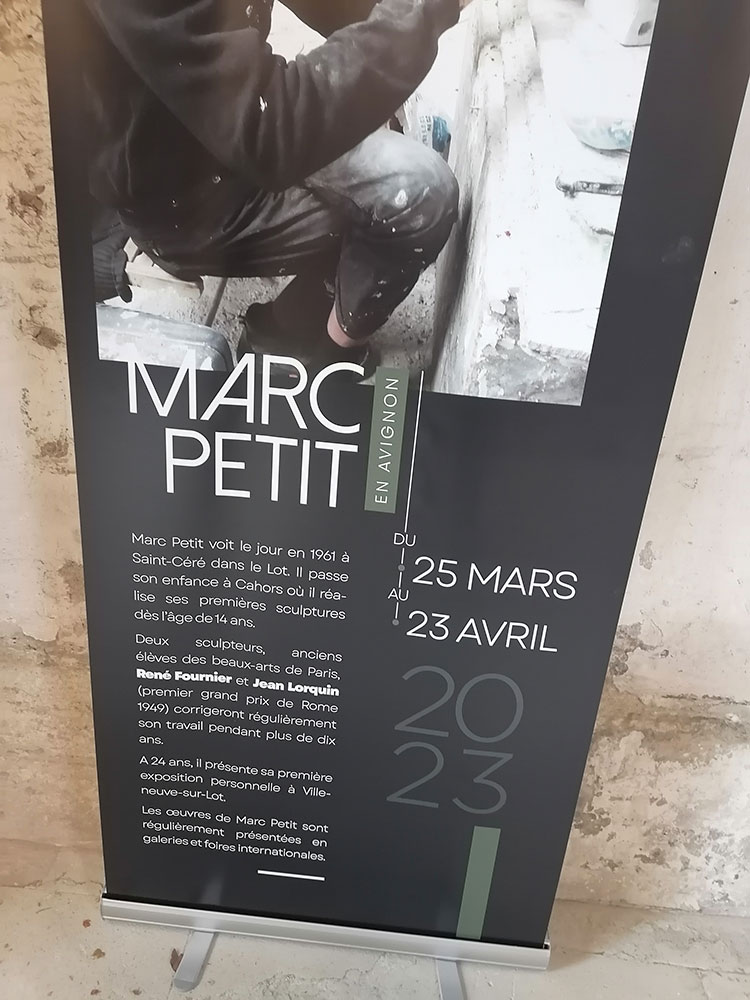 MARC
PETIT
EN AVIGNON
Marc Petit voit le jour en 1961 à
Saint-Céré dans le Lot. Il passe
son enfance à Cahors où il réa-
lise ses premières sculptures
dès l'âge de 14 ans.
Deux sculpteurs, anciens
élèves des beaux-arts de Paris,
René Fournier et Jean Lorquin
(premier grand prix de Rome
1949) corrigeront régulièrement
son travail pendant plus de dix
ans.
A 24 ans, il présente sa première
exposition personnelle à Ville-
neuve-sur-Lot.
Les œuvres de Marc Petit sont
régulièrement présentées en
galeries et foires internationales.
DU
25 MARS
AU
23 AVRIL
20
23